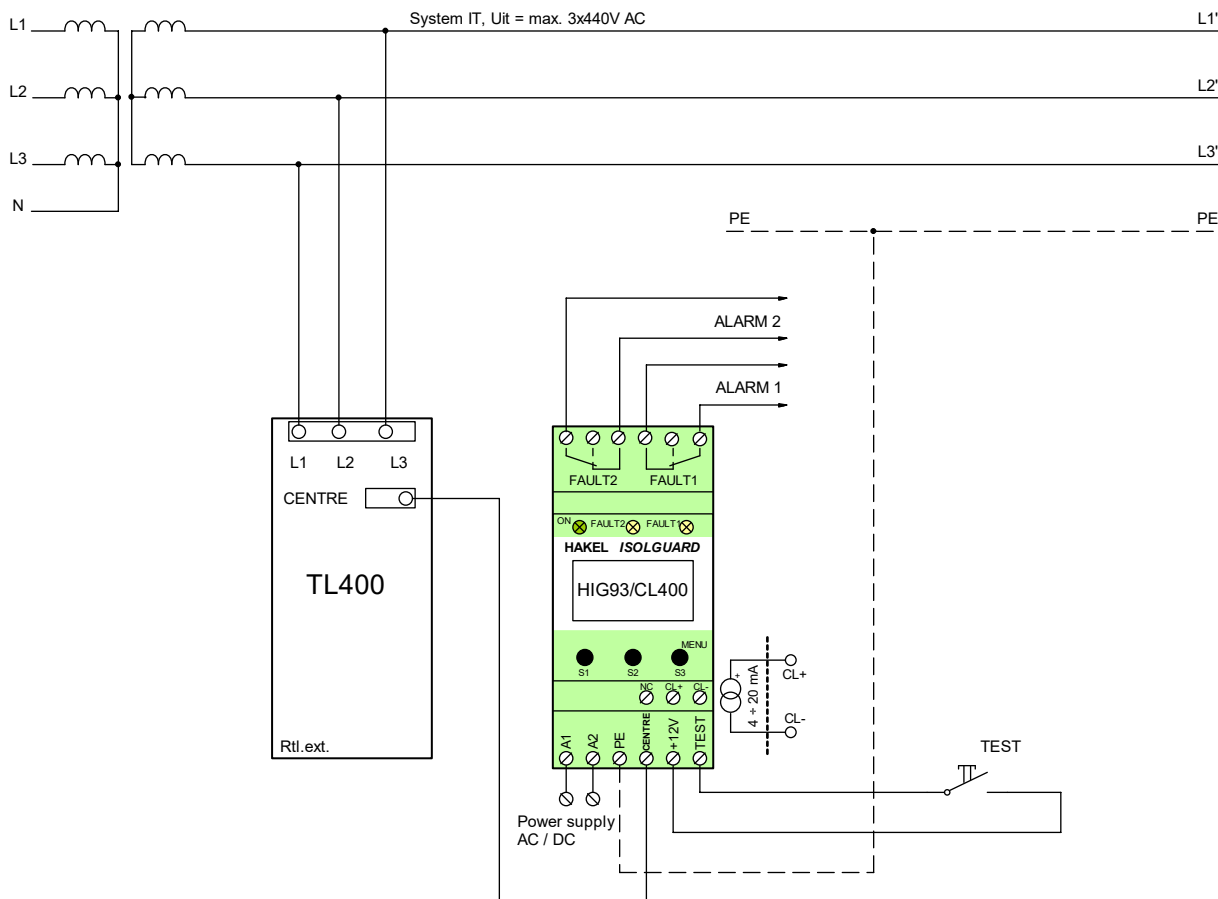 L1
System IT, Uit = max. 3x440V AC
L1'
L2
L2'
L3
L3'
N
PE
PE
ALARM 2
ALARM 1
L1 L2 L3
CENTRE
TL400
Rtl.ext.
FAULT2 FAULT1
ON FAULT2 FAULT1
HAKEL ISOLGUARD
HIG93/CL400
MENU
S1 S2 S3
NC CL+ CL-
A1 A2 PE CENTRE +12V TEST
+
4 ÷ 20 mA
CL+
CL-
TEST
Power supply
AC / DC